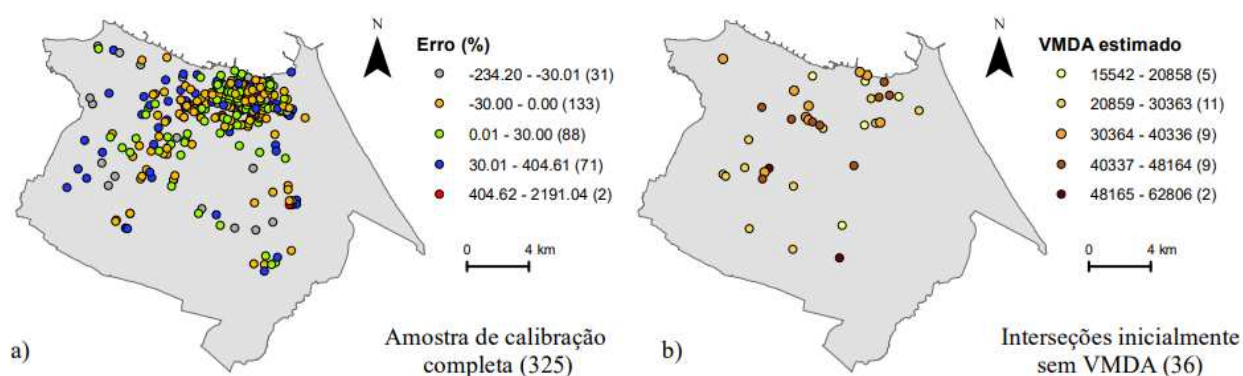 N
Erro (%)
-234.20 - -30.01 (31)
-30.00 - 0.00 (133)
0.01 - 30.00 (88)
30.01 - 404.61 (71)
404.62 - 2191.04 (2)
0 4 km
a)
Amostra de calibração
completa (325)
N
VMDA estimado
15542 - 20858 (5)
20859 - 30363 (11)
30364 - 40336 (9)
40337 - 48164 (9)
48165 - 62806 (2)
0 4 km
b)
Interseções inicialmente
sem VMDA (36)